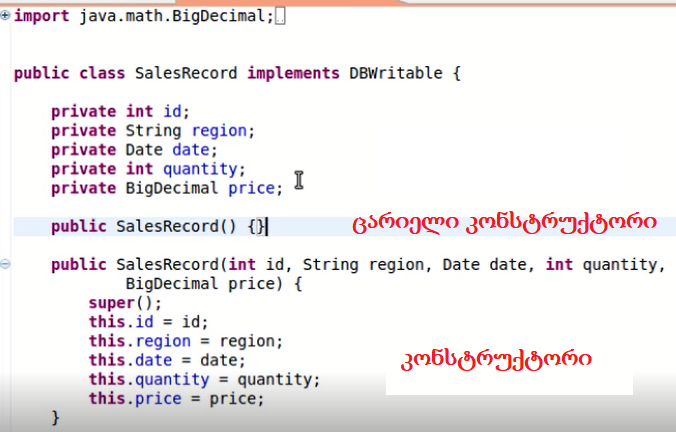 import java.math.BigDecimal;
public class SalesRecord implements DBWritable {
private int id;
private String region;
private Date date;
private int quantity;
private BigDecimal price;
public SalesRecord() {} ცარიელი კონსტრუქტორი
public SalesRecord(int id, String region, Date date, int quantity,
BigDecimal price) {
super();
this.id = id;
this.region = region;
this.date = date; კონსტრუქტორი
this.quantity = quantity;
this.price = price;
}